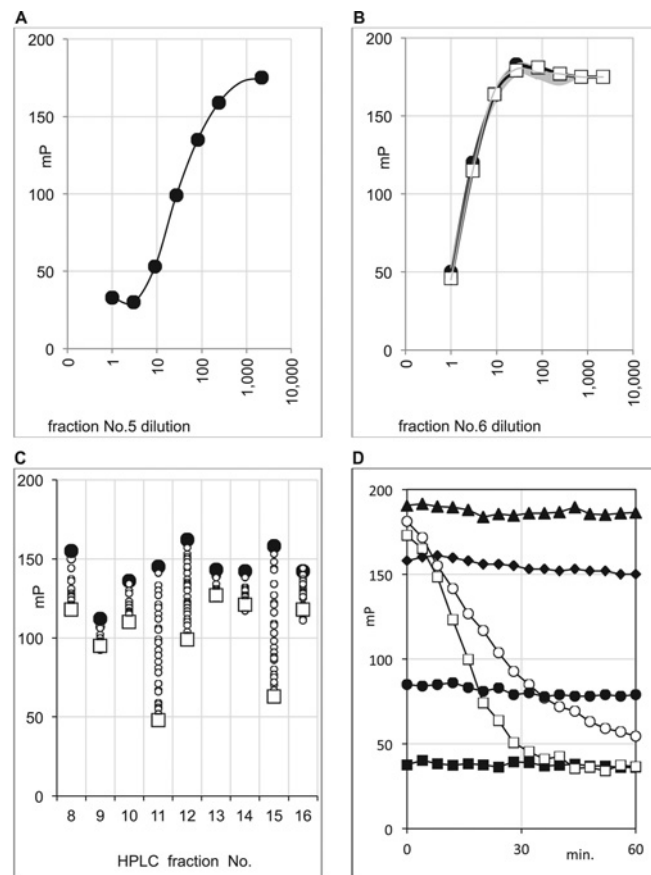 A
200
150
mP
100
50
0
0 1 10 100 1,000 10,000
fraction No.5 dilution
B
200
150
mP
100
50
0
0 1 10 100 1,000 10,000
fraction No.6 dilution
C
200
150
mP
100
50
0
8 9 10 11 12 13 14 15 16
HPLC fraction No.
D
200
150
mP
100
50
0
0 30 min. 60